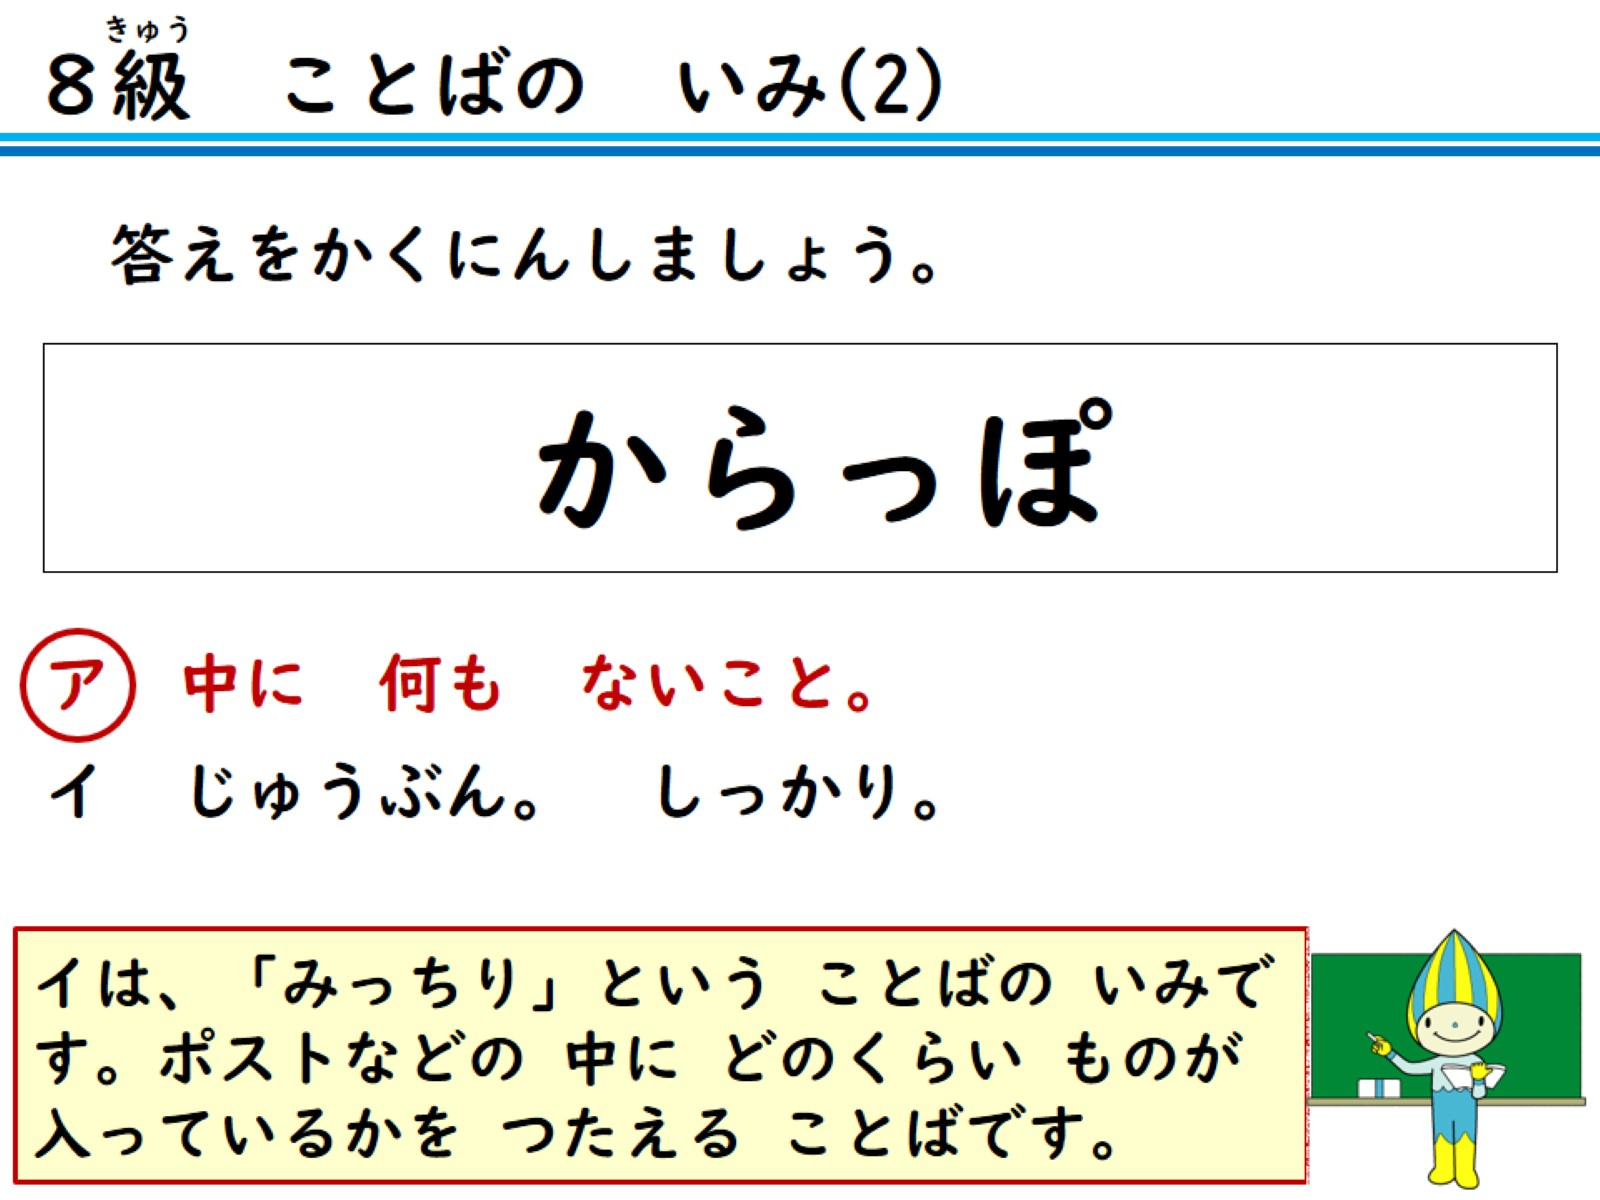 きゅう
８級　ことばの　いみ(2)
答えをかくにんしましょう。
からっぽ
ア　中に　何も　ないこと。
イ　じゅうぶん。　しっかり。
イは、「みっちり」という ことばの いみで
す。ポストなどの 中に どのくらい ものが
入っているかを つたえる ことばです。